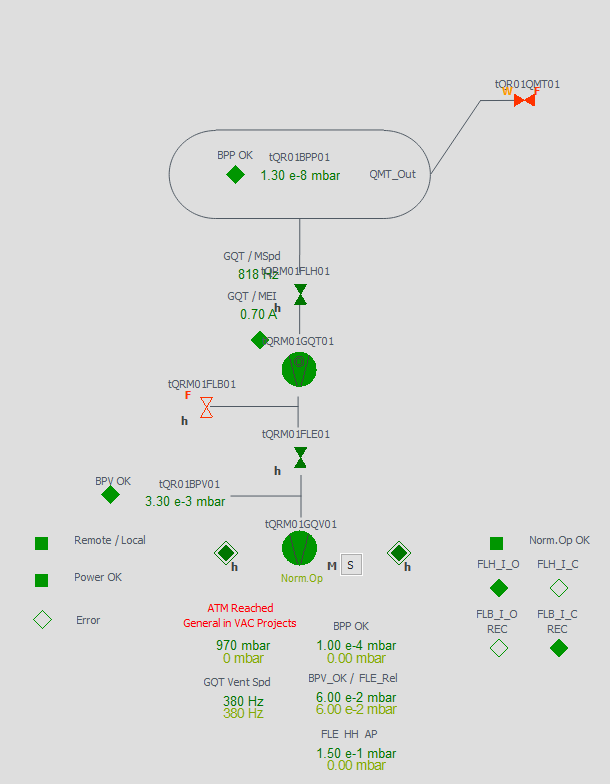 tQR01QMT01
W F
BPP OK
tQR01BPP01
1.30 e-8 mbar
QMT_Out
GQT / MSpd
818 Hz
tQRM01FLH01
GQT / MEI
h
0.70 A
tQRM01GQT01
tQRM01FLB01
F
h
tQRM01FLE01
h
BPV OK
tQR01BPV01
3.30 e-3 mbar
tQRM01GQV01
Remote / Local
h
M S
h
Norm.Op OK
Norm.Op
FLH_I_O FLH_I_C
Power OK
ATM Reached
General in VAC Projects
FLB_I_O FLB_I_C
REC REC
Error
BPP OK
970 mbar
0 mbar
1.00 e-4 mbar
0.00 mbar
GQT Vent Spd
380 Hz
380 Hz
BPV_OK / FLE_Rel
6.00 e-2 mbar
6.00 e-2 mbar
FLE HH AP
1.50 e-1 mbar
0.00 mbar